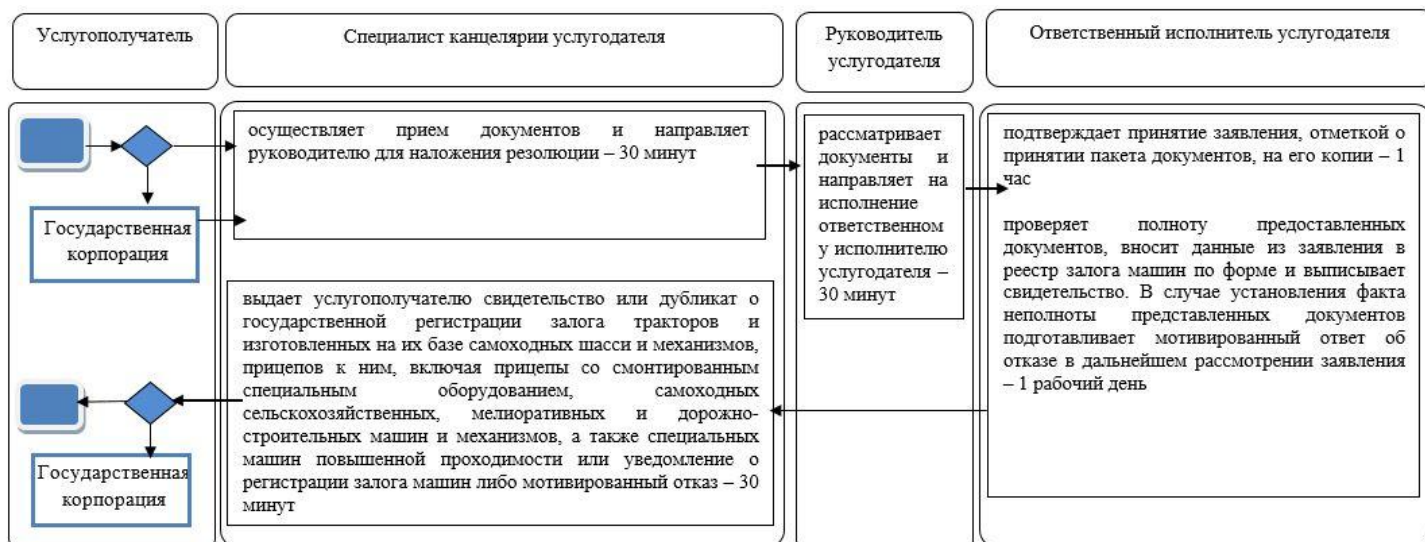 Услугополучатель
Специалист канцелярии услугодателя
Руководитель
услугодателя
Ответственный исполнитель услугодателя
осуществляет прием документов и направляет
руководителю для наложения резолюции – 30 минут
Государственная
корпорация
рассматривает
документы и
направляет на
исполнение
ответственном
у исполнителю
услугодателя –
30 минут
подтверждает принятие заявления, отметкой о
принятии пакета документов, на его копии – 1
час
проверяет полноту предоставленных
документов, вносит данные из заявления в
реестр залога машин по форме и выписывает
свидетельство. В случае установления факта
неполноты представленных документов
подготавливает мотивированный ответ об
отказе в дальнейшем рассмотрении заявления
– 1 рабочий день
выдает услугополучателю свидетельство или дубликат о
государственной регистрации залога тракторов и
изготовленных на их базе самоходных шасси и механизмов,
прицепов к ним, включая прицепы со смонтированным
специальным оборудованием, самоходных
сельскохозяйственных, мелиоративных и дорожно-
строительных машин и механизмов, а также специальных
машин повышенной проходимости или уведомление о
регистрации залога машин либо мотивированный отказ – 30
минут
Государственная
корпорация